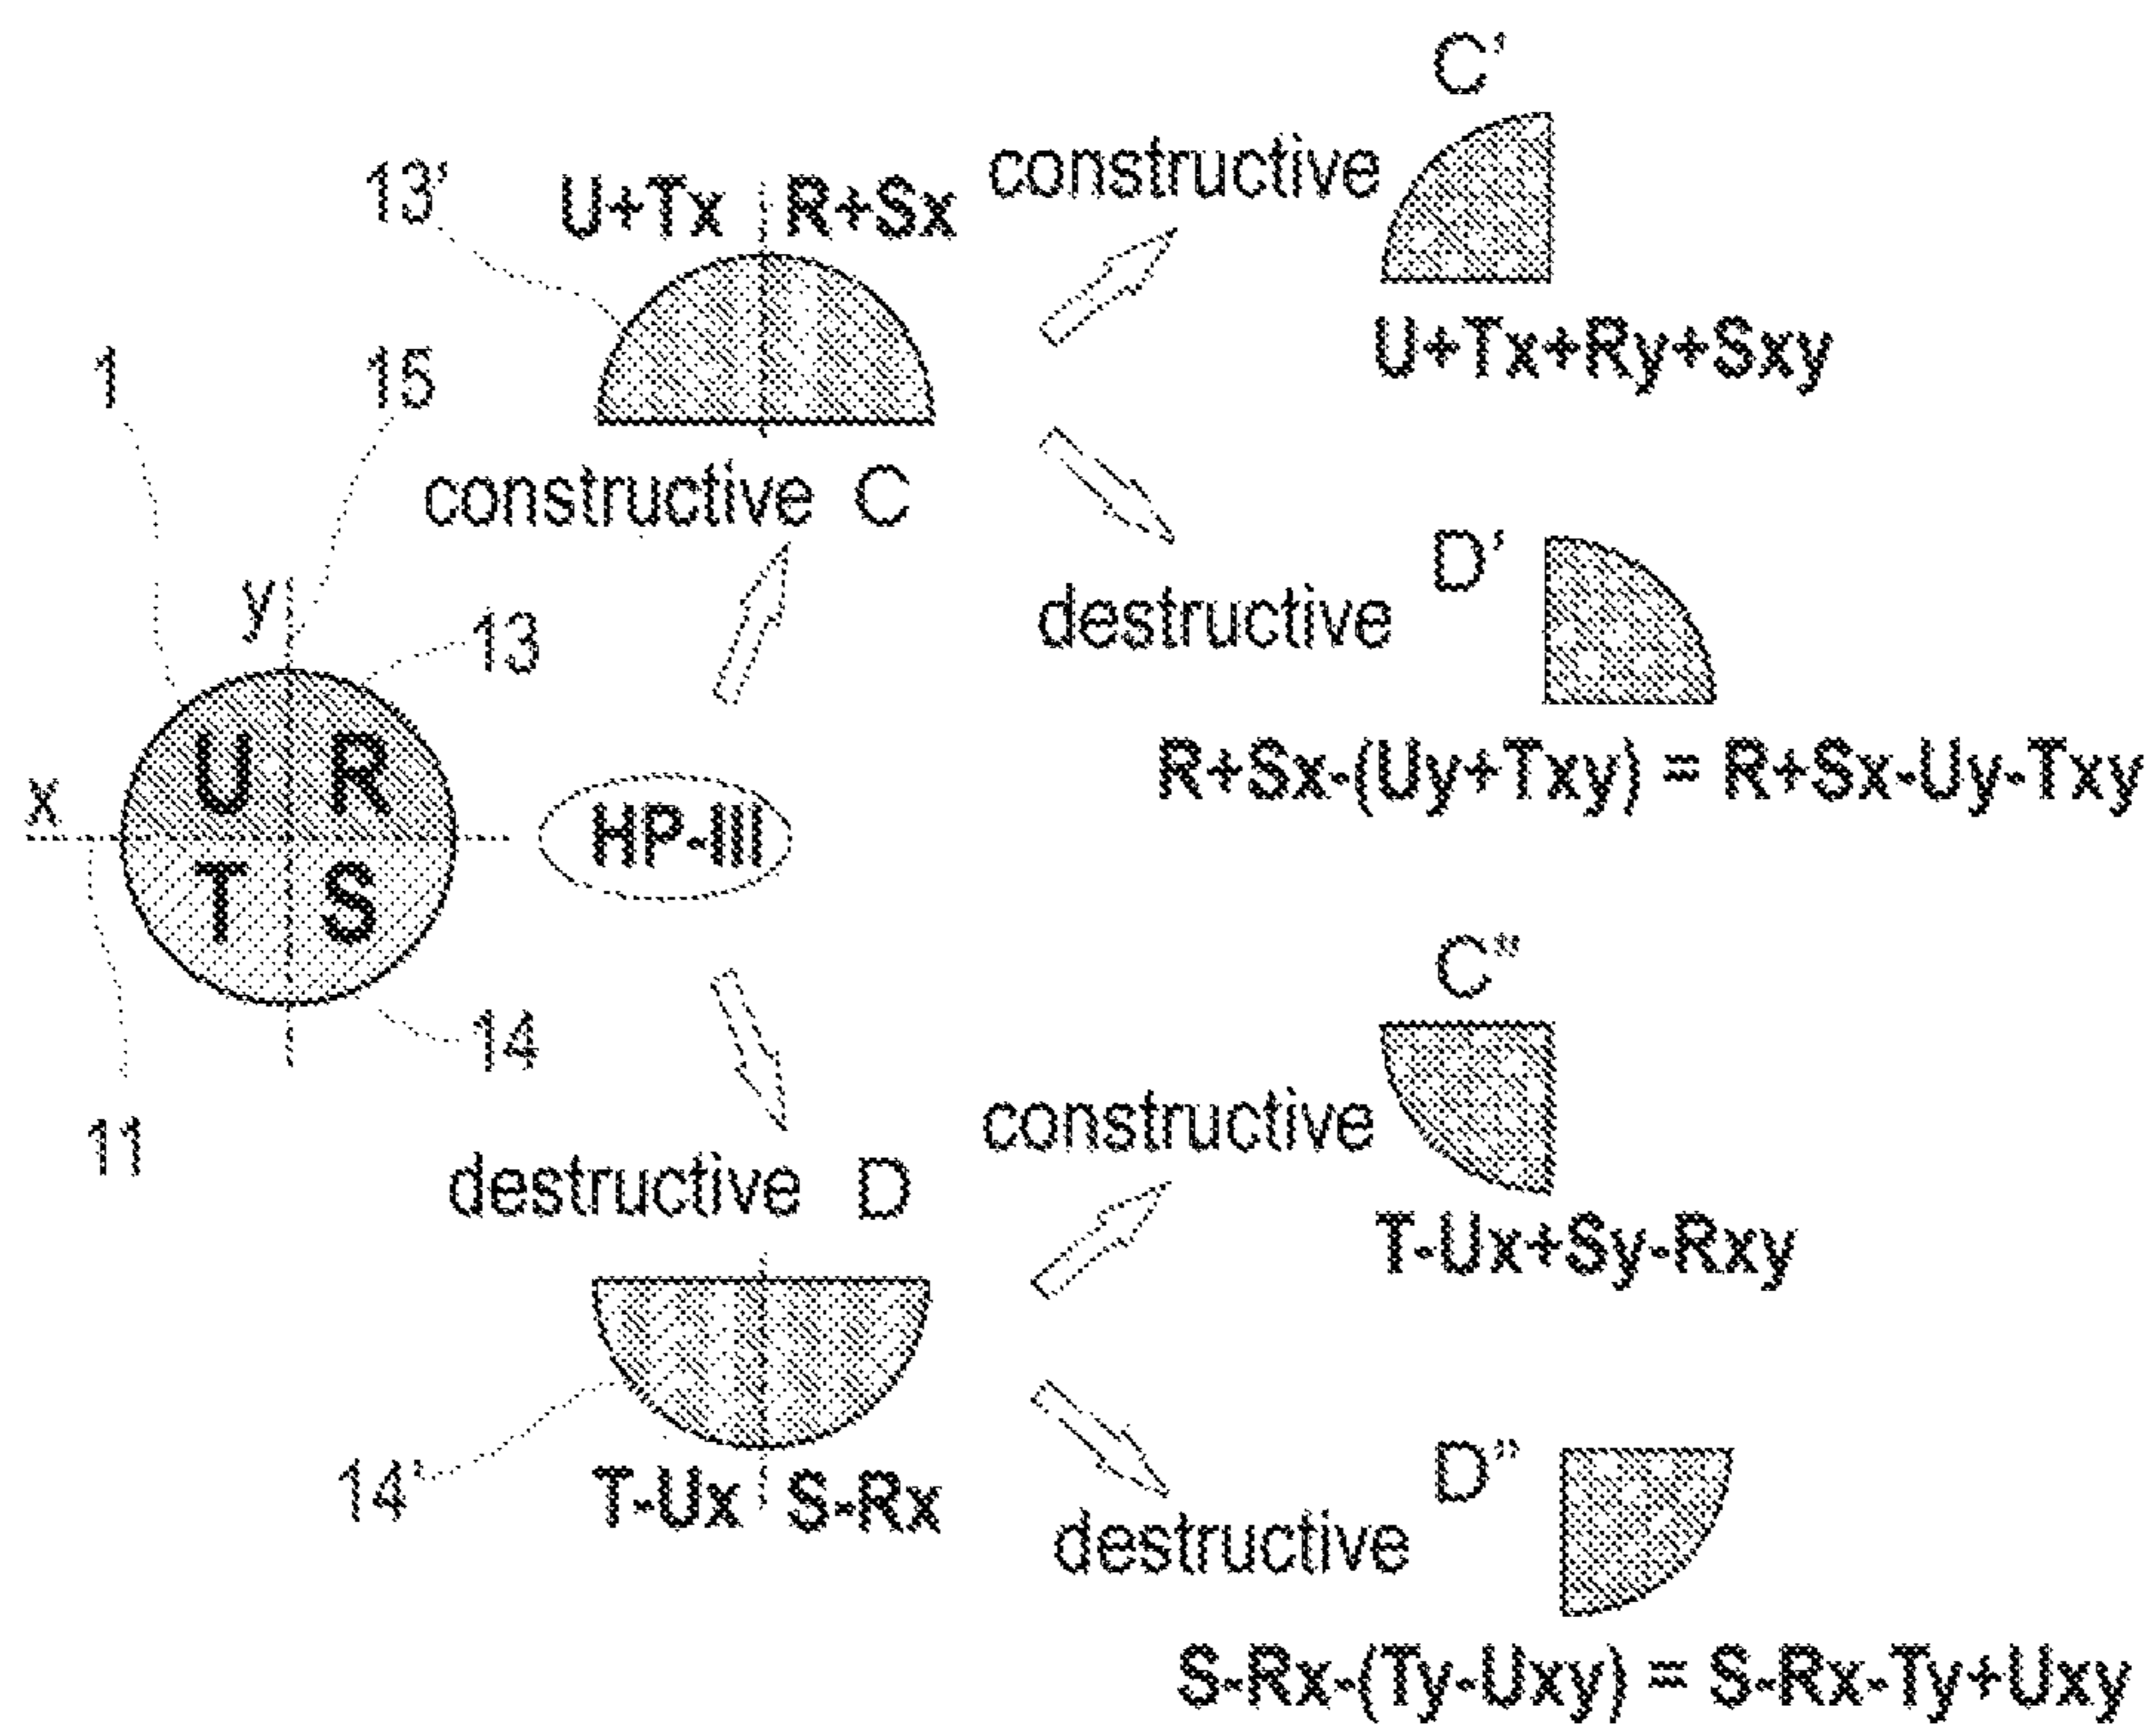 C'
constructive
13'
U+Tx R+Sx
U+Tx+Ry+Sxy
1
15
constructive C
D'
destructive
y
13
R+Sx-(Uy+Txy) = R+Sx-Uy-Txy
U R
x
HP-III
T S
C"
14
constructive
11
destructive D
T-Ux+Sy-Rxy
D"
14'
T-Ux S-Rx
destructive
S-Rx-(Ty-Uxy) = S-Rx-Ty+Uxy